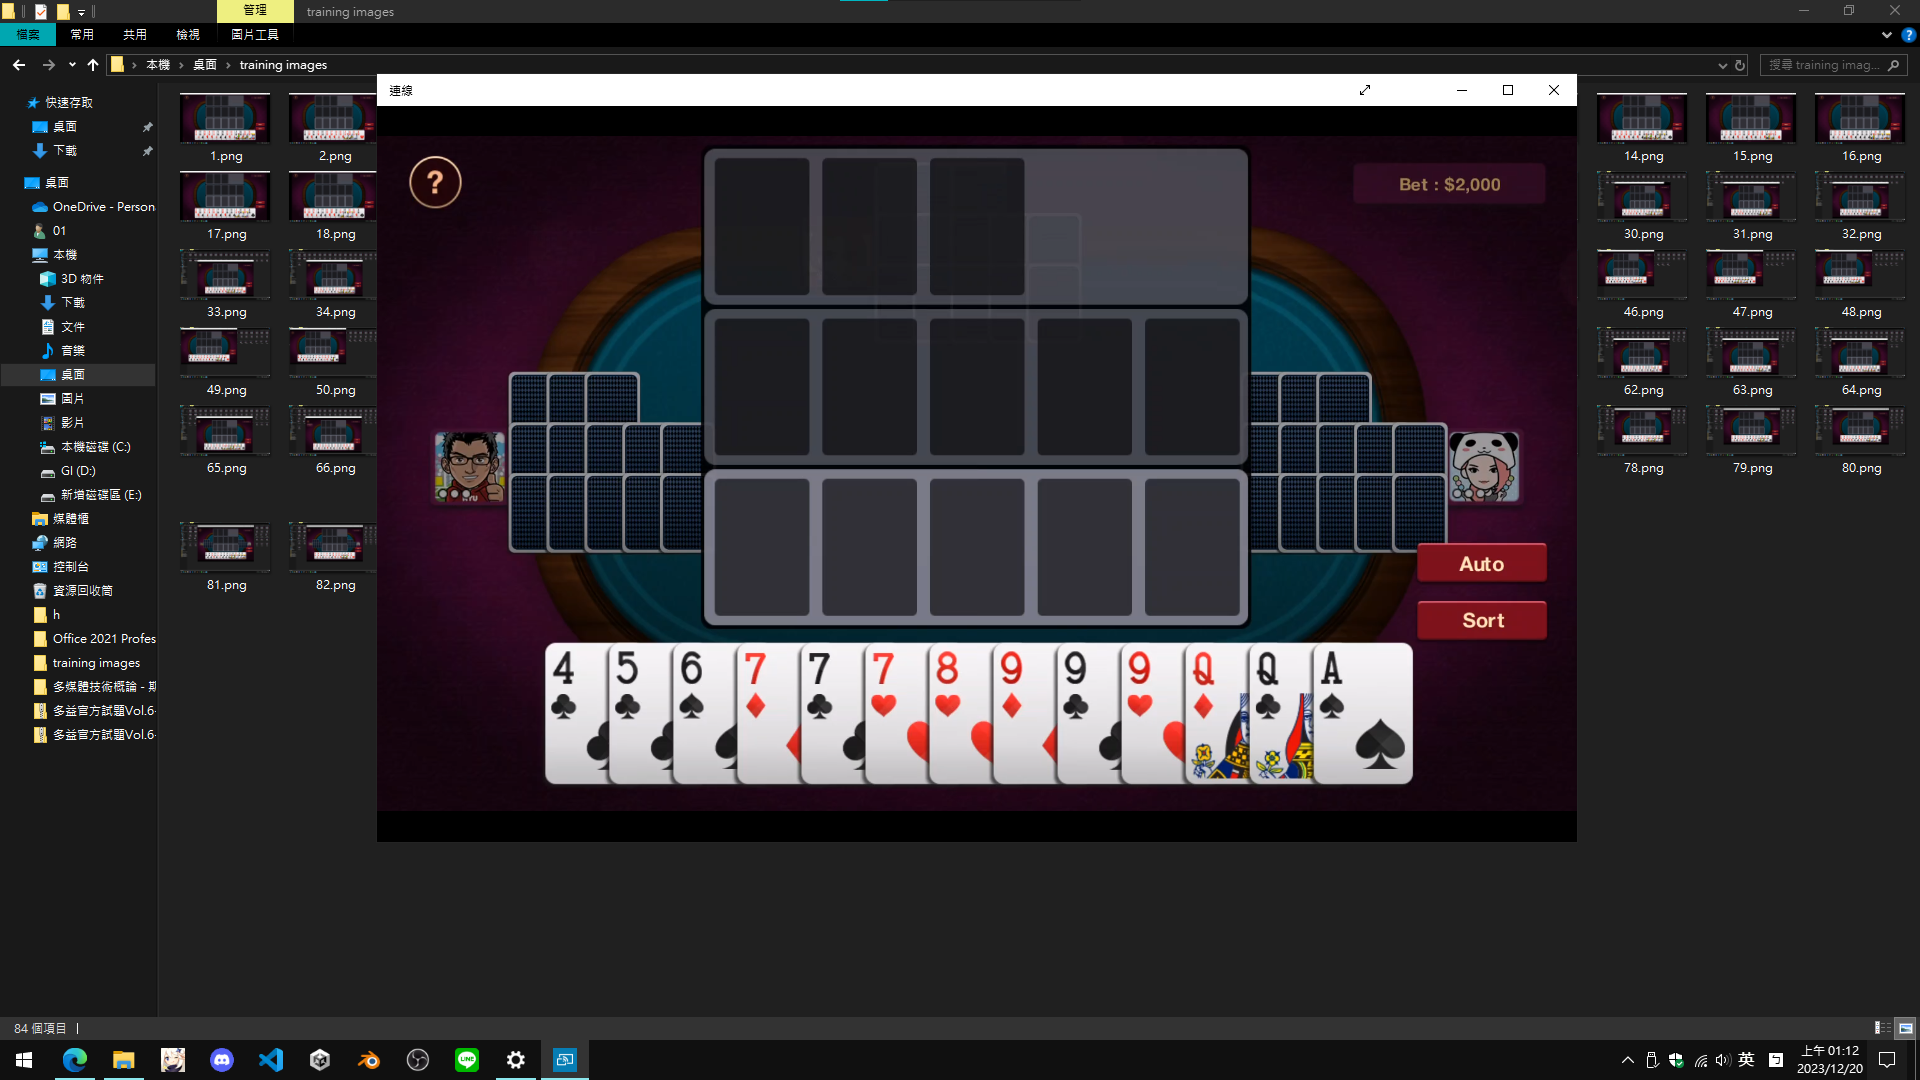 管理
training images
檔案
常用
共用
檢視
圖片工具
本機
桌面
training images
搜尋 training imag...
連線
快速存取
桌面
下載
桌面
OneDrive - Person
01
本機
3D 物件
下載
文件
音樂
桌面
圖片
影片
本機磁碟 (C:)
GI (D:)
新增磁碟區 (E:)
媒體櫃
網路
控制台
資源回收筒
h
Office 2021 Profes
training images
多媒體技術概論 - 期
多益官方試題Vol.6-
多益官方試題Vol.6-
1.png
2.png
14.png
15.png
16.png
17.png
18.png
30.png
31.png
32.png
33.png
34.png
46.png
47.png
48.png
49.png
50.png
62.png
63.png
64.png
65.png
66.png
78.png
79.png
80.png
81.png
82.png
?
Bet : $2,000
Auto
Sort
4
5
6
7
7
7
8
9
9
9
Q
Q
A
84 個項目
LINE
英
上午 01:12
2023/12/20